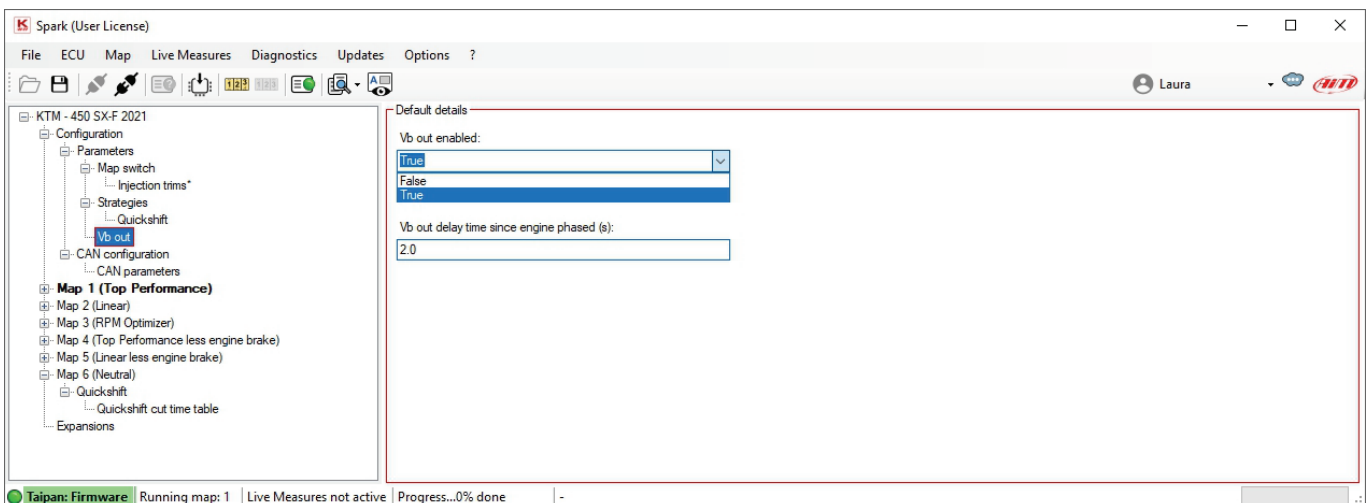 K Spark (User License)
File ECU Map Live Measures Diagnostics Updates Options ?
Laura
AiM
KTM - 450 SX-F 2021
Configuration
Parameters
Map switch
Injection trims*
Strategies
Quickshift
Vb out
CAN configuration
CAN parameters
Map 1 (Top Performance)
Map 2 (Linear)
Map 3 (RPM Optimizer)
Map 4 (Top Performance less engine brake)
Map 5 (Linear less engine brake)
Map 6 (Neutral)
Quickshift
Quickshift cut time table
Expansions
Default details
Vb out enabled:
True
False
True
Vb out delay time since engine phased (s):
2.0
Taipan: Firmware Running map: 1 Live Measures not active Progress...0% done -